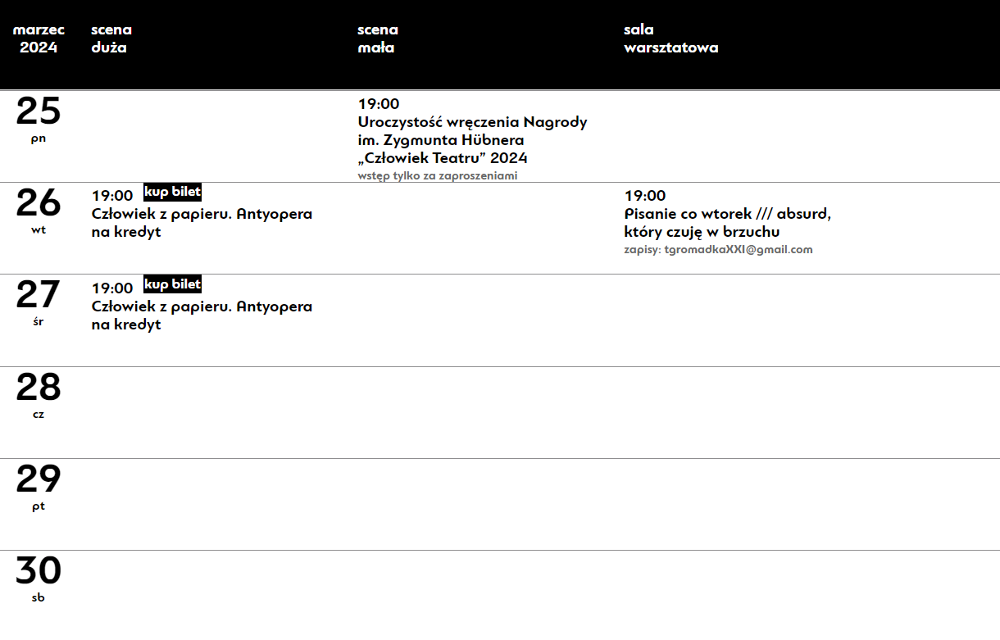 marzec
2024
scena
duża
scena
mała
sala
warsztatowa
25
pn
19:00
Uroczystość wręczenia Nagrody
im. Zygmunta Hübnera
„Człowiek Teatru” 2024
wstęp tylko za zaproszeniami
26
wt
19:00 kup bilet
Człowiek z papieru. Antyopera
na kredyt
19:00
Pisanie co wtorek /// absurd,
który czuję w brzuchu
zapisy: tgromadkaXXI@gmail.com
27
śr
19:00 kup bilet
Człowiek z papieru. Antyopera
na kredyt
28
cz
29
pt
30
sb